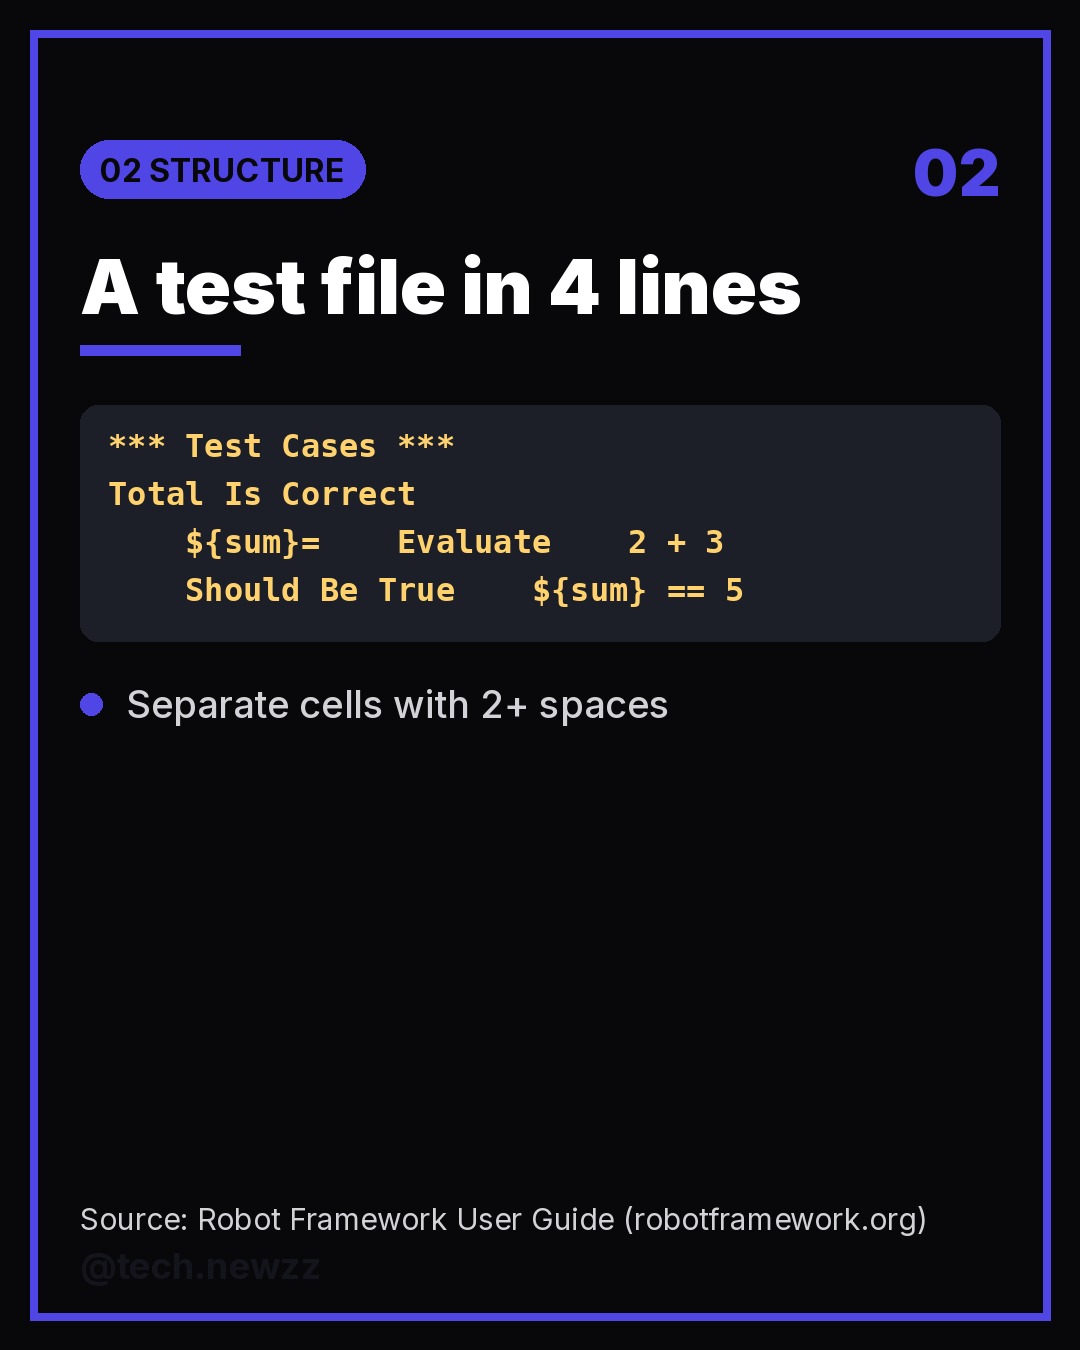 02 STRUCTURE
02
A test file in 4 lines
*** Test Cases ***
Total Is Correct
    ${sum}=    Evaluate    2 + 3
    Should Be True    ${sum} == 5
Separate cells with 2+ spaces
Source: Robot Framework User Guide (robotframework.org)
@tech.newzz